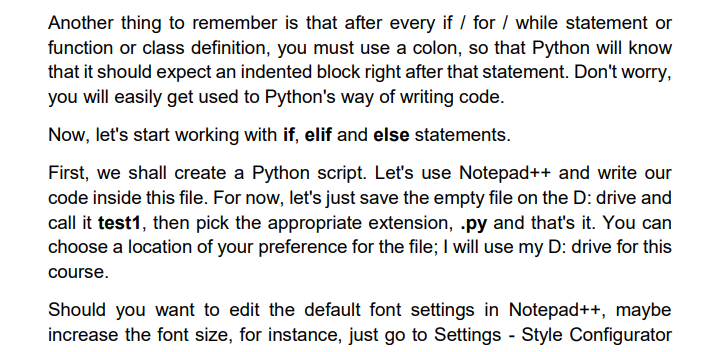 Another thing to remember is that after every if / for / while statement or
function or class definition, you must use a colon, so that Python will know
that it should expect an indented block right after that statement. Don't worry,
you will easily get used to Python's way of writing code.
Now, let's start working with if, elif and else statements.
First, we shall create a Python script. Let's use Notepad++ and write our
code inside this file. For now, let's just save the empty file on the D: drive and
call it test1, then pick the appropriate extension, .py and that's it. You can
choose a location of your preference for the file; I will use my D: drive for this
course.
Should you want to edit the default font settings in Notepad++, maybe
increase the font size, for instance, just go to Settings - Style Configurator